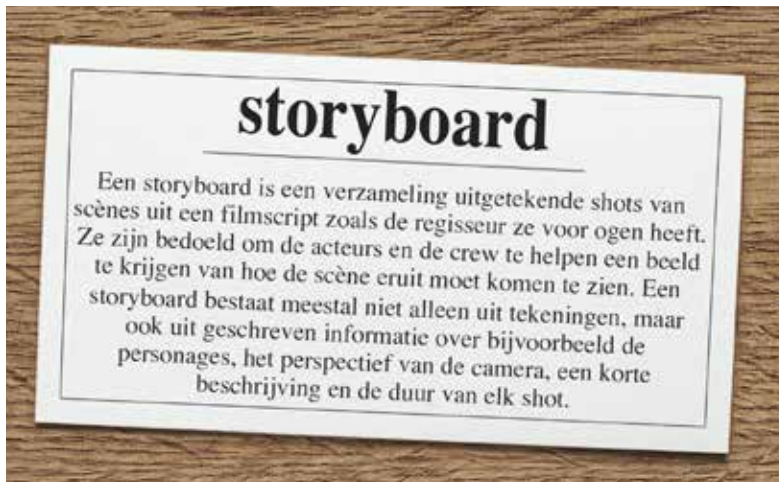 storyboard
Een storyboard is een verzameling uitgetekende shots van
scènes uit een filmscript zoals de regisseur ze voor ogen heeft.
Ze zijn bedoeld om de acteurs en de crew te helpen een beeld
te krijgen van hoe de scène eruit moet komen te zien. Een
storyboard bestaat meestal niet alleen uit tekeningen, maar
ook uit geschreven informatie over bijvoorbeeld de
personages, het perspectief van de camera, een korte
beschrijving en de duur van elk shot.